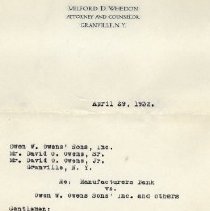 MILFORD D. WHEDON
ATTORNEY AND COUNSELOR
GRANVILLE, N. Y.
April 29, 1932.
Owen W. Owens' Sons, Inc.
Mr. David O. Owens, Sr.
Mr. David O. Owens, Jr.
Granville, N. Y.
Re: Manufacturers Bank
vs.
Owen W. Owens Sons' Inc. and others
Gentlemen: